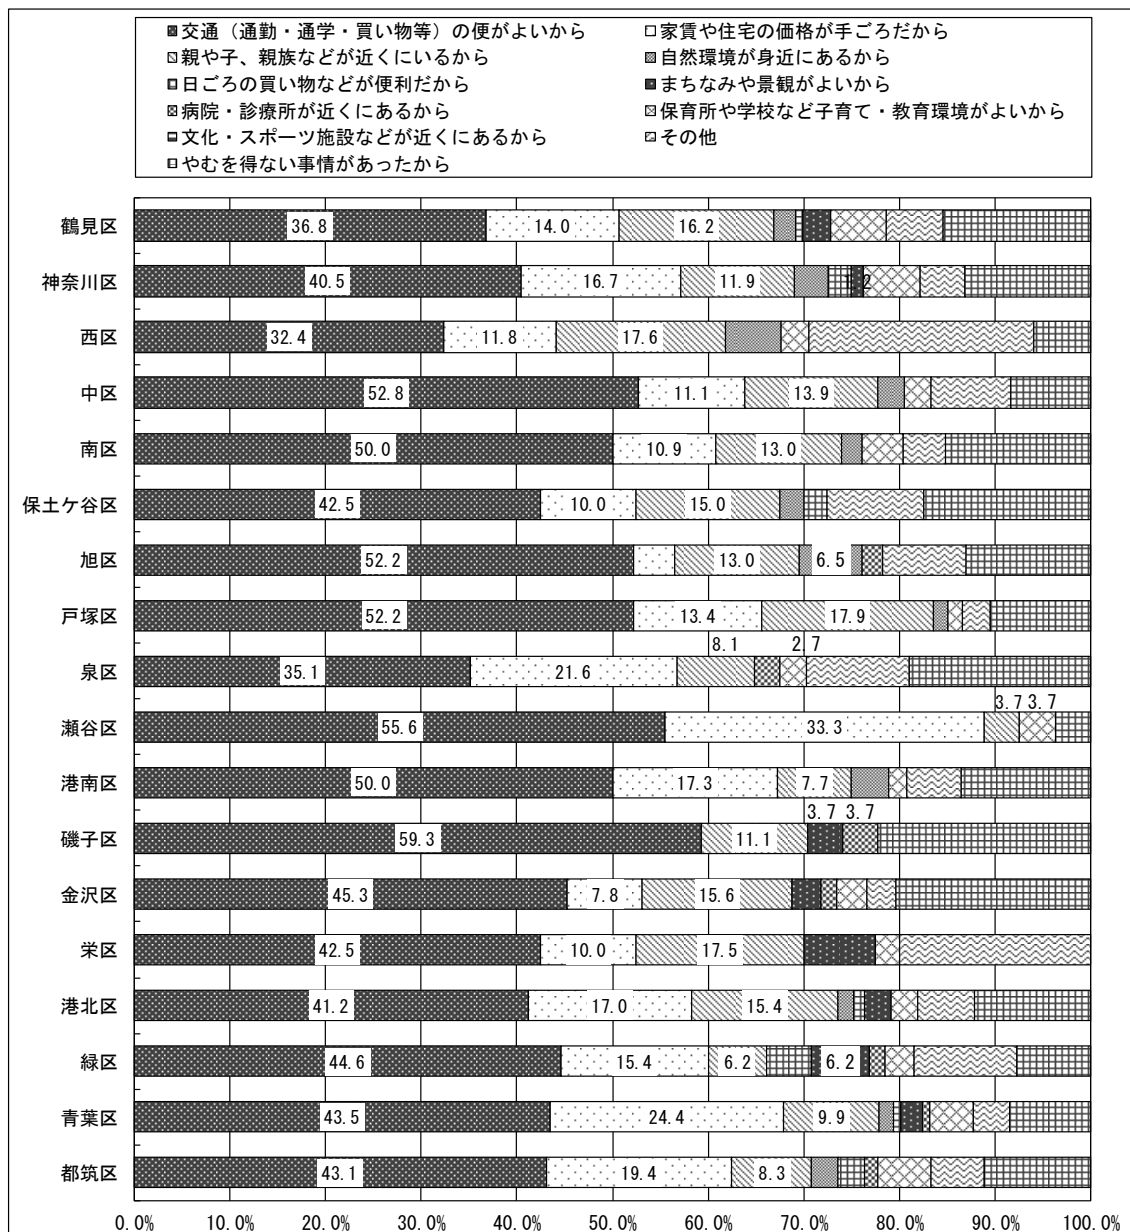 交通（通勤・通学・買い物等）の便がよいから 家賃や住宅の価格が手ごろだから
親や子、親族などが近くにいるから 自然環境が身近にあるから
日ごろの買い物などが便利だから まちなみや景観がよいから
病院・診療所が近くにあるから 保育所や学校など子育て・教育環境がよいから
文化・スポーツ施設などが近くにあるから その他
やむを得ない事情があったから
鶴見区 36.8 14.0 16.2
神奈川区 40.5 16.7 11.9 1.2
西区 32.4 11.8 17.6
中区 52.8 11.1 13.9
南区 50.0 10.9 13.0
保土ケ谷区 42.5 10.0 15.0
旭区 52.2 13.0 6.5
戸塚区 52.2 13.4 17.9
8.1 2.7
泉区 35.1 21.6
3.7 3.7
瀬谷区 55.6 33.3
港南区 50.0 17.3 7.7
3.7 3.7
磯子区 59.3 11.1
金沢区 45.3 7.8 15.6
栄区 42.5 10.0 17.5
港北区 41.2 17.0 15.4
緑区 44.6 15.4 6.2 6.2
青葉区 43.5 24.4 9.9
都筑区 43.1 19.4 8.3
0.0% 10.0% 20.0% 30.0% 40.0% 50.0% 60.0% 70.0% 80.0% 90.0% 100.0%